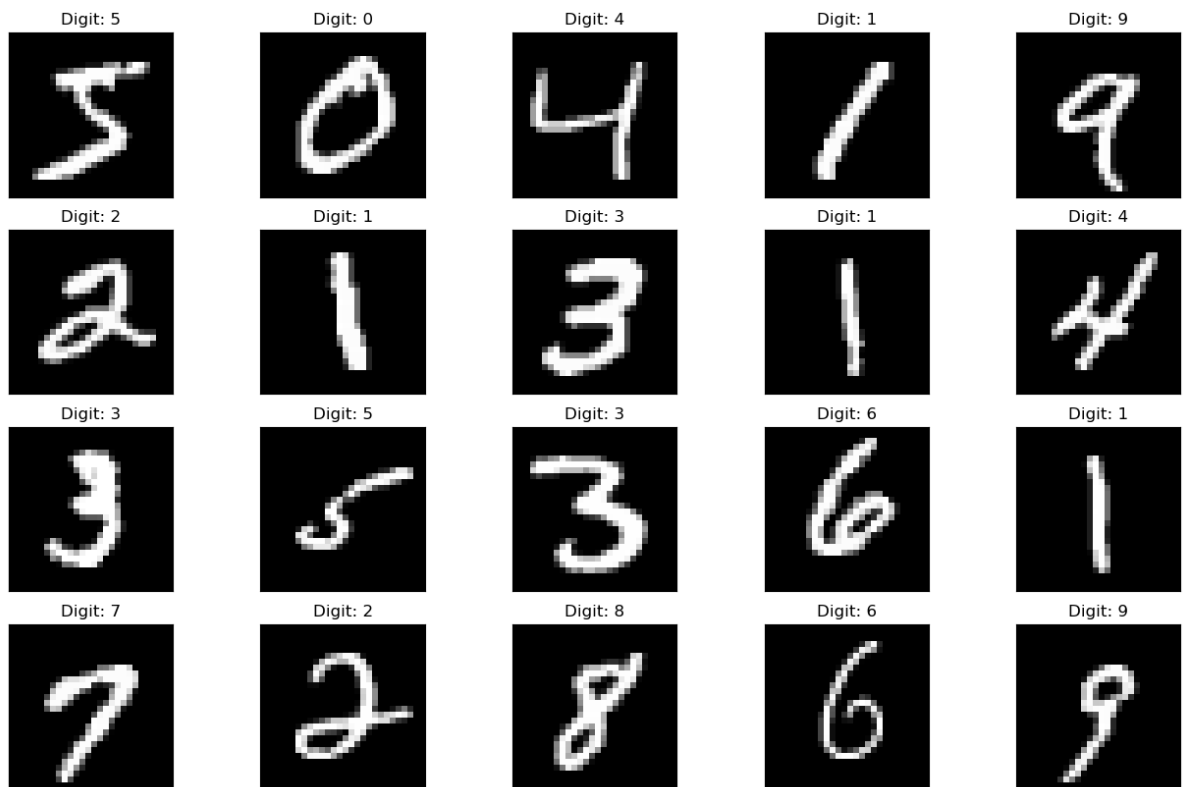 Digit: 5 Digit: 0 Digit: 4 Digit: 1 Digit: 9
5 0 4 1 9
Digit: 2 Digit: 1 Digit: 3 Digit: 1 Digit: 4
2 1 3 1 4
Digit: 3 Digit: 5 Digit: 3 Digit: 6 Digit: 1
3 5 3 6 1
Digit: 7 Digit: 2 Digit: 8 Digit: 6 Digit: 9
7 2 8 6 9